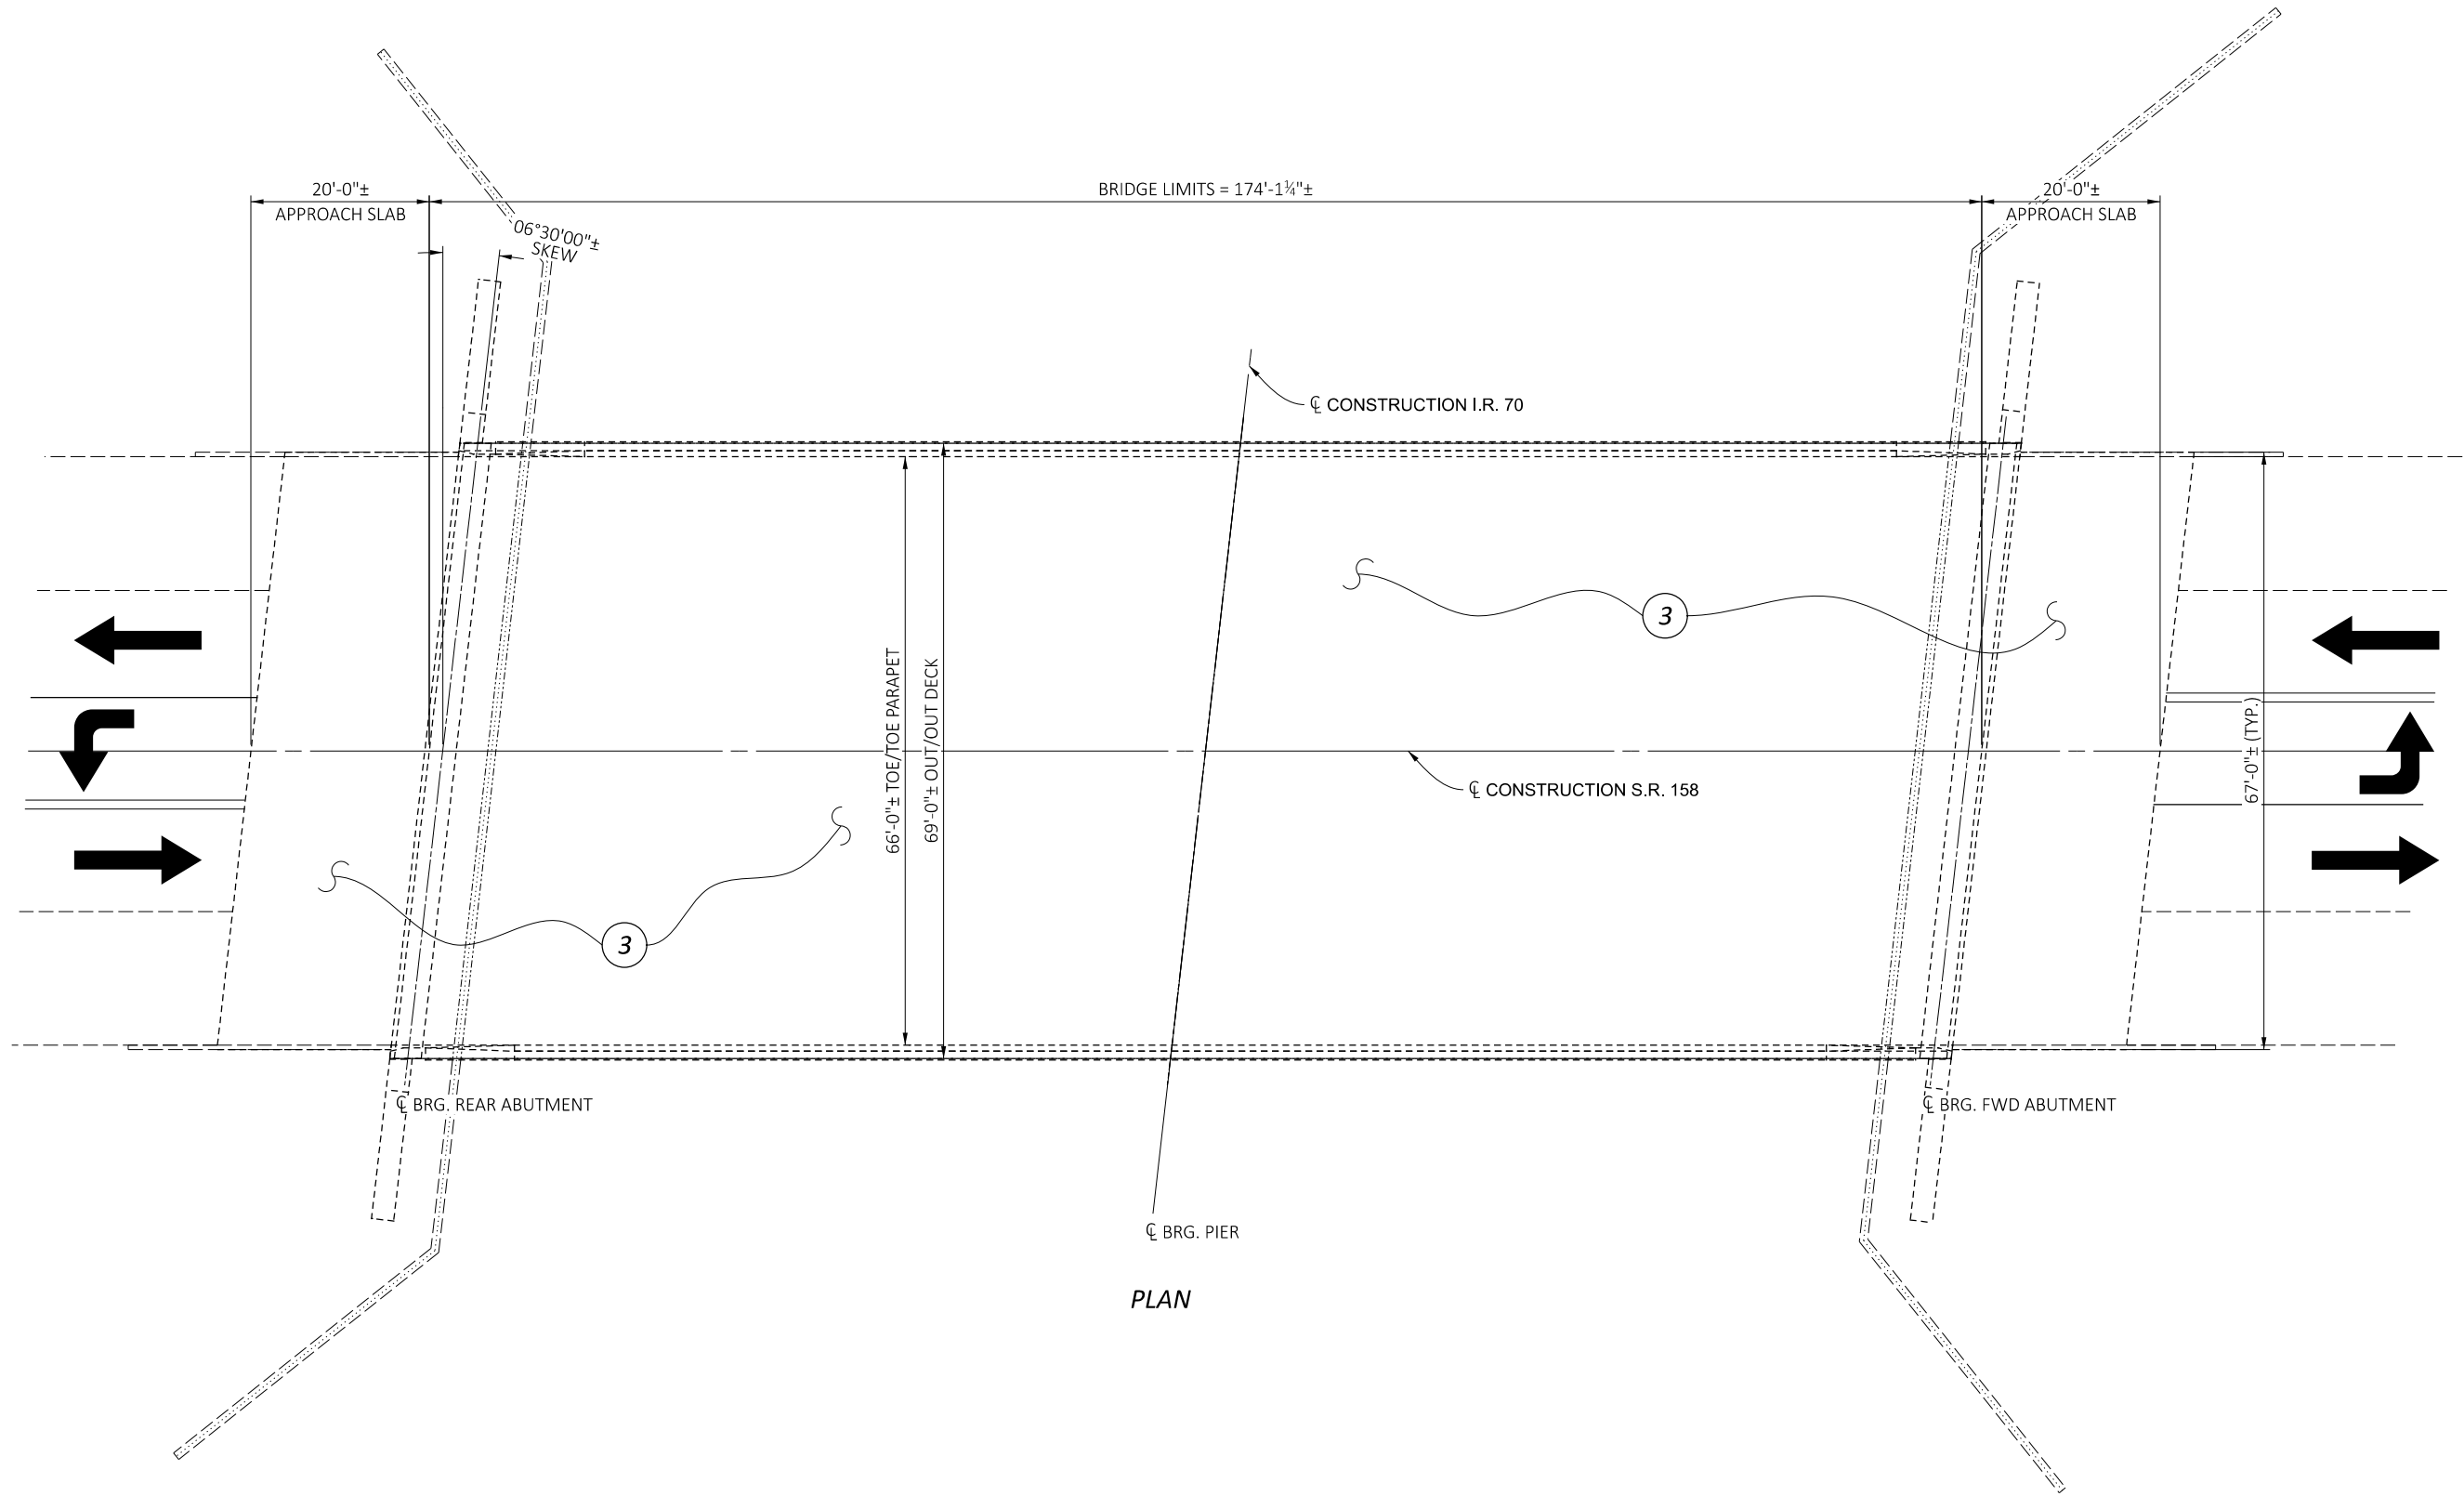 20'-0"±
APPROACH SLAB
BRIDGE LIMITS = 174'-1¼"±
20'-0"±
APPROACH SLAB
06°30'00"±
SKEW
℄ CONSTRUCTION I.R. 70
3
66'-0"± TOE/TOE PARAPET
69'-0"± OUT/OUT DECK
67'-0"± (TYP.)
℄ CONSTRUCTION S.R. 158
3
℄ BRG. REAR ABUTMENT
℄ BRG. FWD ABUTMENT
℄ BRG. PIER
PLAN